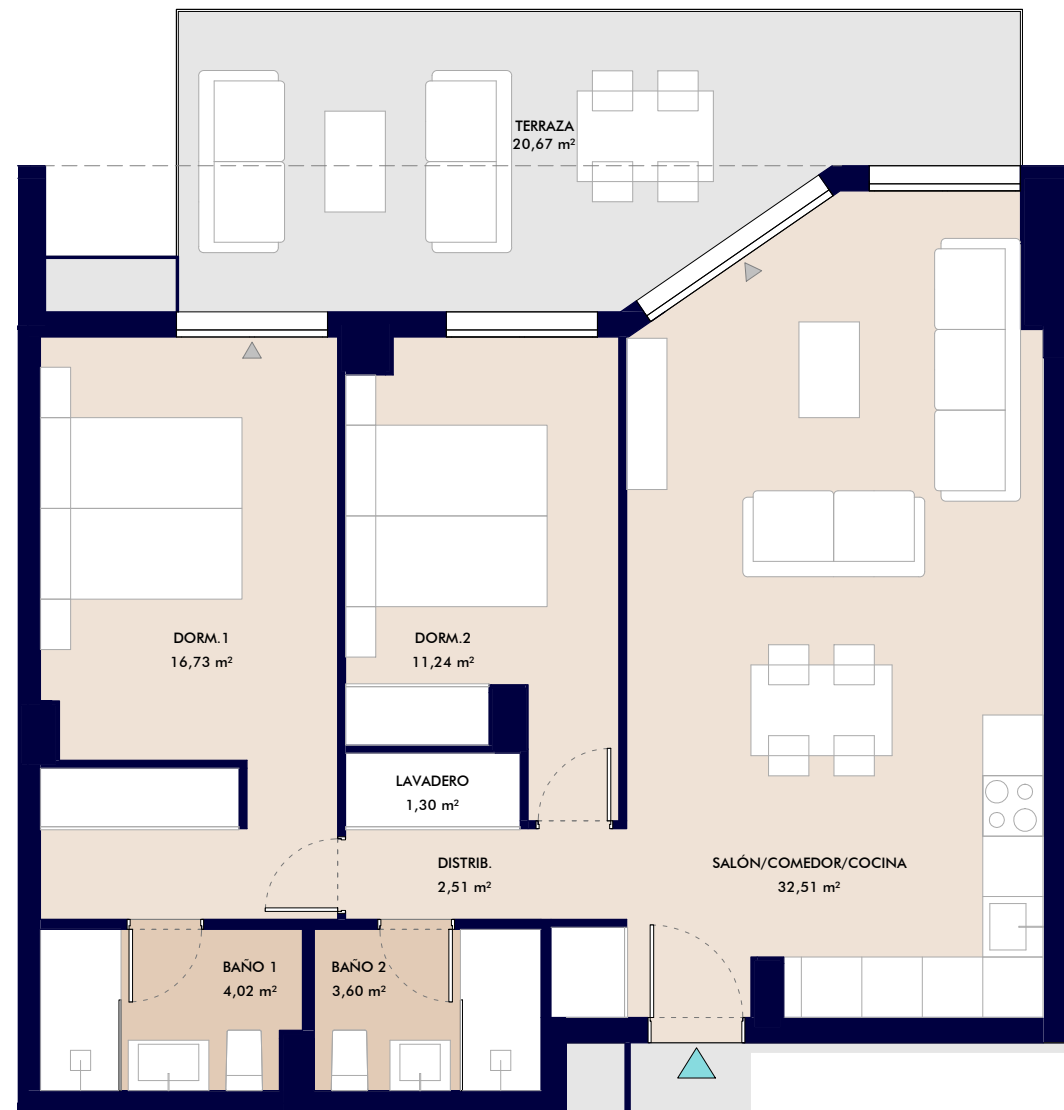 TERRAZA
20,67 m²
DORM.1
16,73 m²
DORM.2
11,24 m²
LAVADERO
1,30 m²
DISTRIB.
2,51 m²
SALÓN/COMEDOR/COCINA
32,51 m²
BAÑO 1
4,02 m²
BAÑO 2
3,60 m²